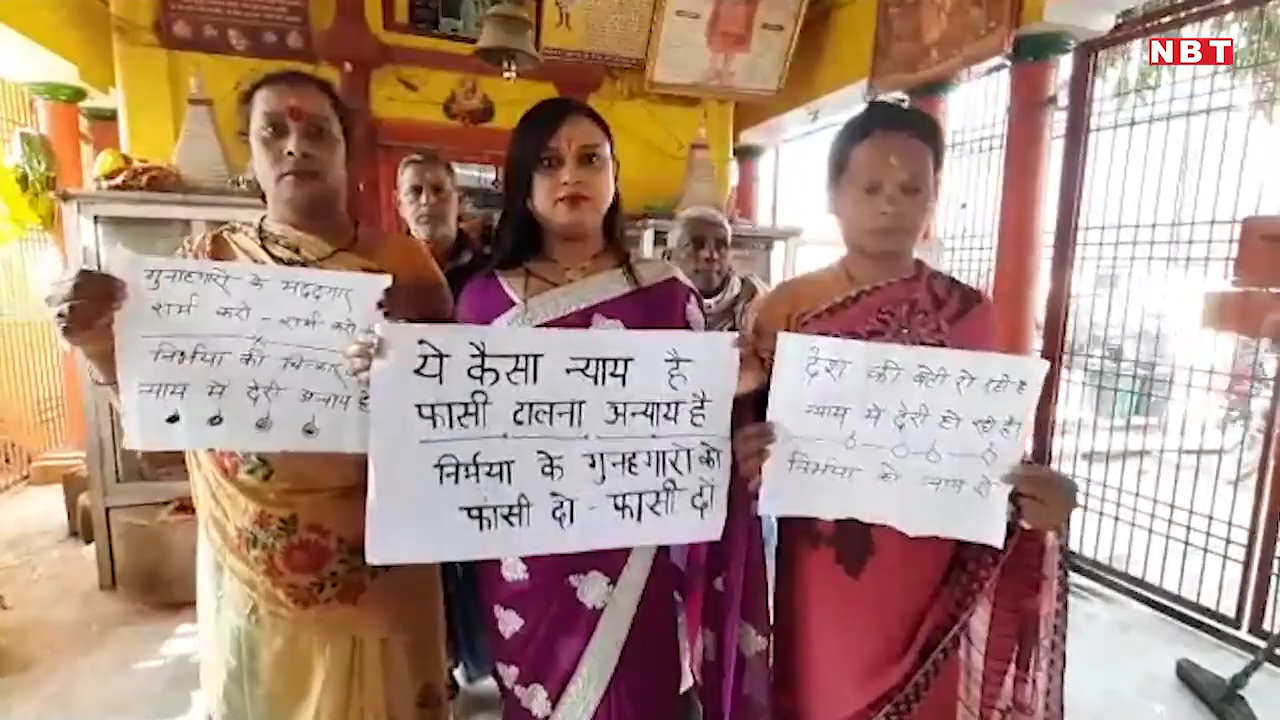 NBT
गुनाहगारो के मददगार
शर्म करो - शर्म करो
निर्भया की चित्कार
न्याय में देरी अन्याय है
ये कैसा न्याय है
फासी टालना अन्याय है
निर्भया के गुनहगारो को
फांसी दो - फासी दो
देश की बेटी रो रही है
न्याय में देरी हो रही है
निर्भया को न्याय दो